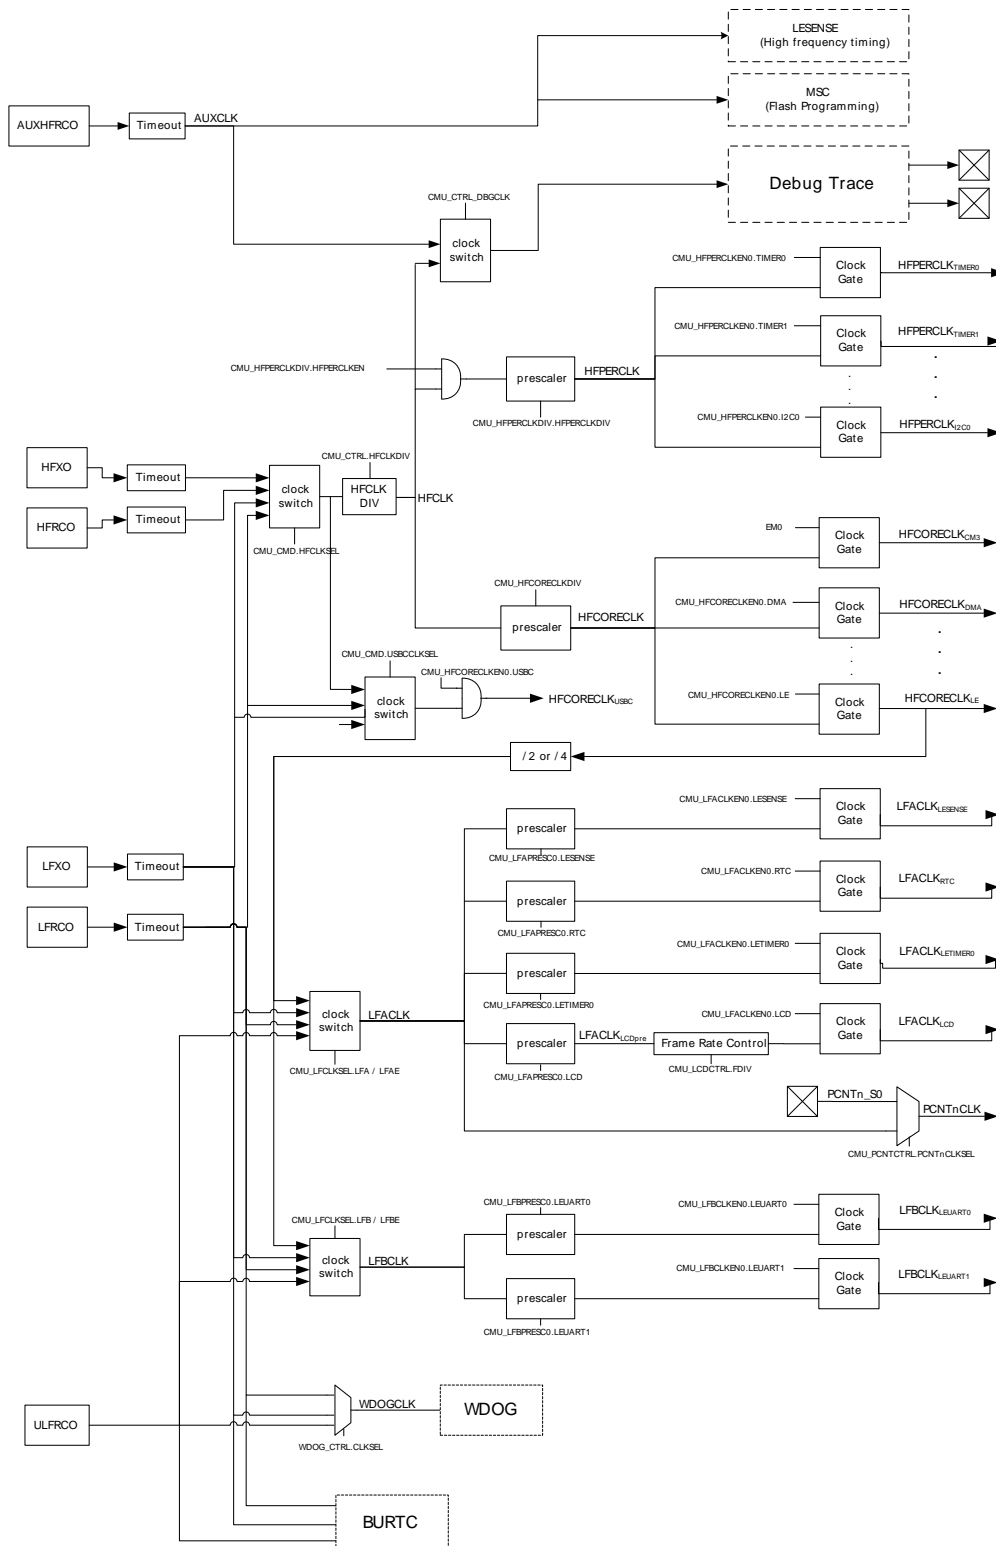 LESENSE
(High frequency timing)
MSC
(Flash Programming)
AUXHFRCO
Timeout
AUXCLK
Debug Trace
CMU_CTRL_DBGCLK
clock
switch
CMU_HFPERCLKEN0.TIMER0
Clock
Gate
HFPERCLKTIMER0
CMU_HFPERCLKEN0.TIMER1
Clock
Gate
HFPERCLKTIMER1
CMU_HFPERCLKDIV.HFPERCLKEN
prescaler
HFPERCLK
CMU_HFPERCLKDIV.HFPERCLKDIV
CMU_HFPERCLKEN0.I2C0
Clock
Gate
HFPERCLKI2C0
HFXO
Timeout
HFRCO
Timeout
clock
switch
CMU_CMD.HFCLKSEL
CMU_CTRL.HFCLKDIV
HFCLK
DIV
HFCLK
EM0
Clock
Gate
HFCORECLKCM3
CMU_HFCORECLKDIV
prescaler
HFCORECLK
CMU_HFCORECLKEN0.DMA
Clock
Gate
HFCORECLKDMA
CMU_CMD.USBCCLKSEL
clock
switch
CMU_HFCORECLKEN0.USBC
HFCORECLKUSBC
CMU_HFCORECLKEN0.LE
Clock
Gate
HFCORECLKLE
/ 2 or / 4
CMU_LFACLKEN0.LESENSE
Clock
Gate
LFACLKLESENSE
prescaler
CMU_LFAPRESC0.LESENSE
LFXO
Timeout
CMU_LFACLKEN0.RTC
Clock
Gate
LFACLKRTC
prescaler
CMU_LFAPRESC0.RTC
LFRCO
Timeout
CMU_LFACLKEN0.LETIMER0
Clock
Gate
LFACLKLETIMER0
prescaler
CMU_LFAPRESC0.LETIMER0
clock
switch
LFACLK
CMU_LFCLKSEL.LFA / LFAE
CMU_LFACLKEN0.LCD
Clock
Gate
LFACLKLCD
prescaler
LFACLKLCDpre
Frame Rate Control
CMU_LFAPRESC0.LCD
CMU_LCDCTRL.FDIV
PCNTn_S0
PCNTnCLK
CMU_PCNTCTRL.PCNTnCLKSEL
CMU_LFBPRESC0.LEUART0
CMU_LFBCLKEN0.LEUART0
Clock
Gate
LFBCLKLEUART0
prescaler
CMU_LFCLKSEL.LFB / LFBE
clock
switch
LFBCLK
CMU_LFBCLKEN0.LEUART1
Clock
Gate
LFBCLKLEUART1
prescaler
CMU_LFBPRESC0.LEUART1
ULFRCO
WDOGCLK
WDOG
WDOG_CTRL.CLKSEL
BURTC